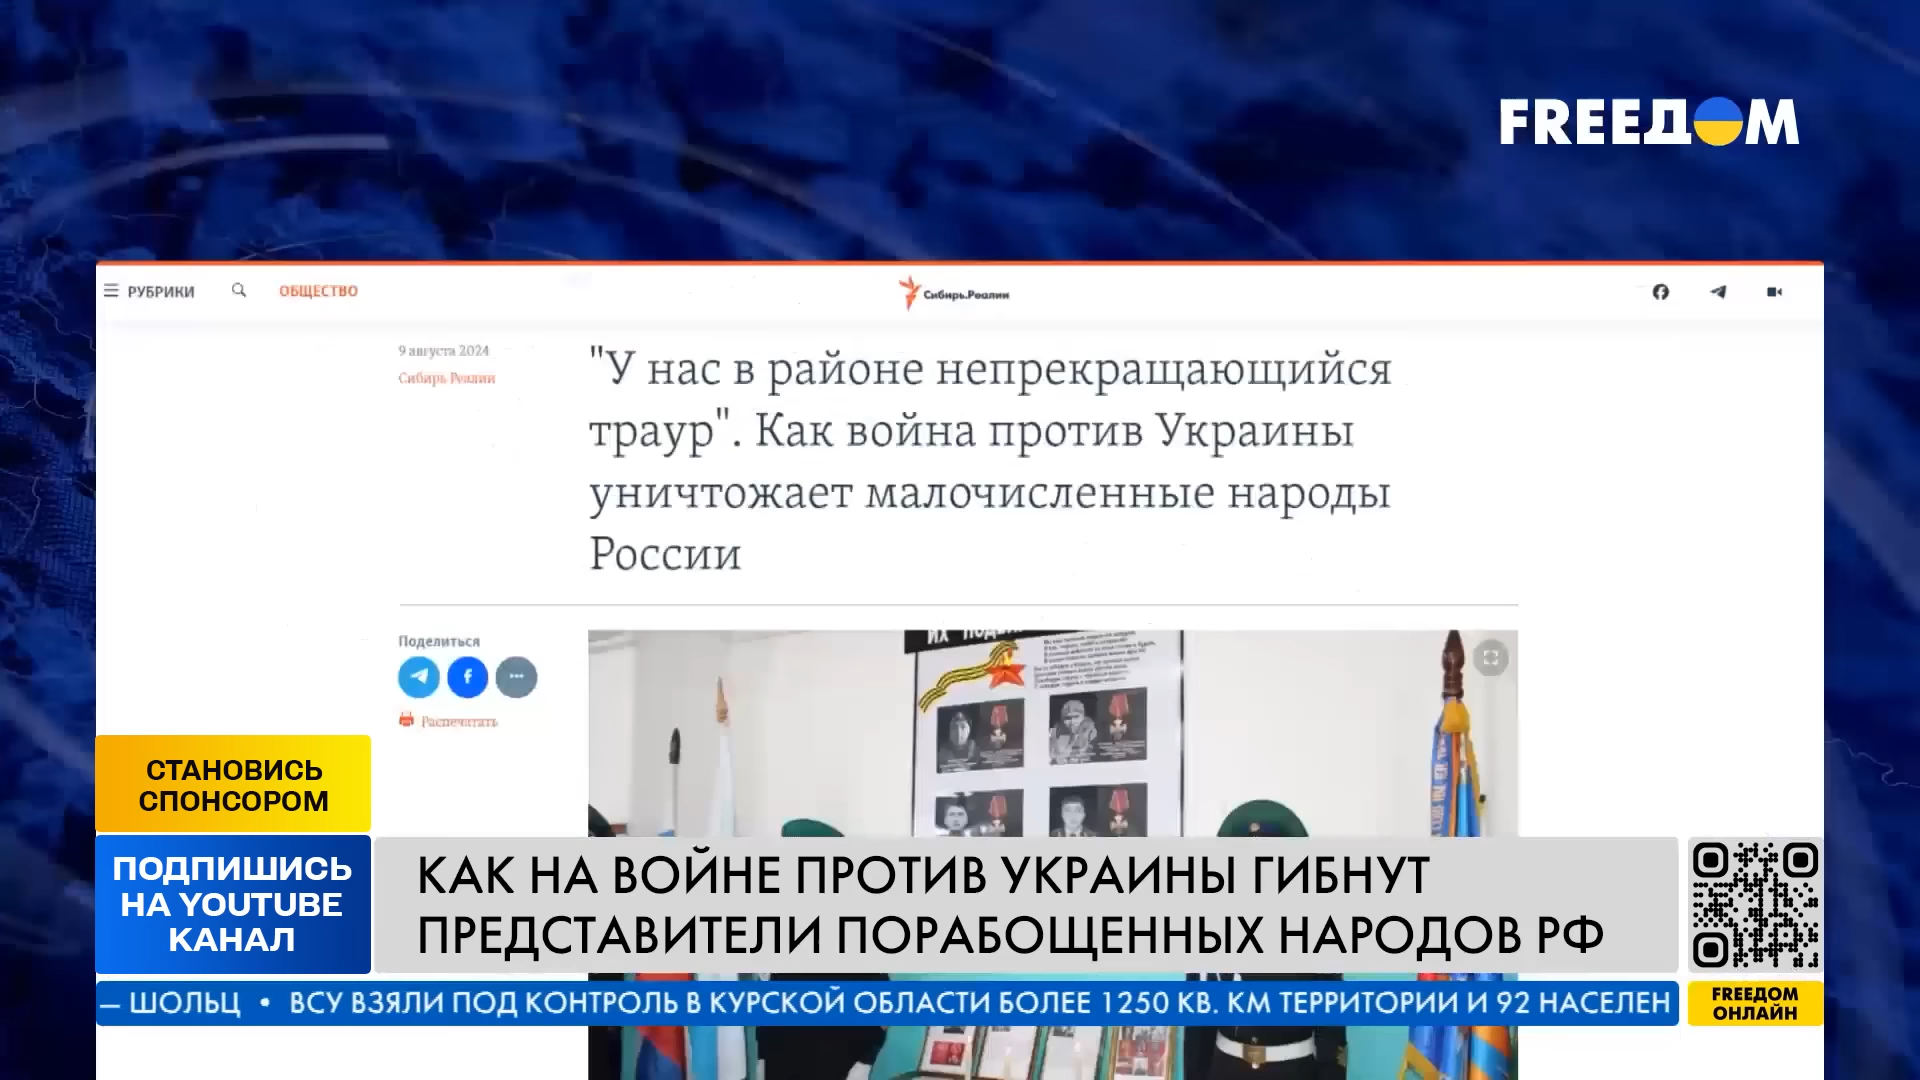 FREEДОМ
РУБРИКИ
ОБЩЕСТВО
Сибирь.Реалии
9 августа 2024
Сибирь Реалии
"У нас в районе непрекращающийся
траур". Как война против Украины
уничтожает малочисленные народы
России
Поделиться
Распечатать
СТАНОВИСЬ
СПОНСОРОМ
ПОДПИШИСЬ
НА YOUTUBE
КАНАЛ
КАК НА ВОЙНЕ ПРОТИВ УКРАИНЫ ГИБНУТ
ПРЕДСТАВИТЕЛИ ПОРАБОЩЕННЫХ НАРОДОВ РФ
— ШОЛЬЦ • ВСУ ВЗЯЛИ ПОД КОНТРОЛЬ В КУРСКОЙ ОБЛАСТИ БОЛЕЕ 1250 КВ. КМ ТЕРРИТОРИИ И 92 НАСЕЛЕН
FREEДОМ
ОНЛАЙН